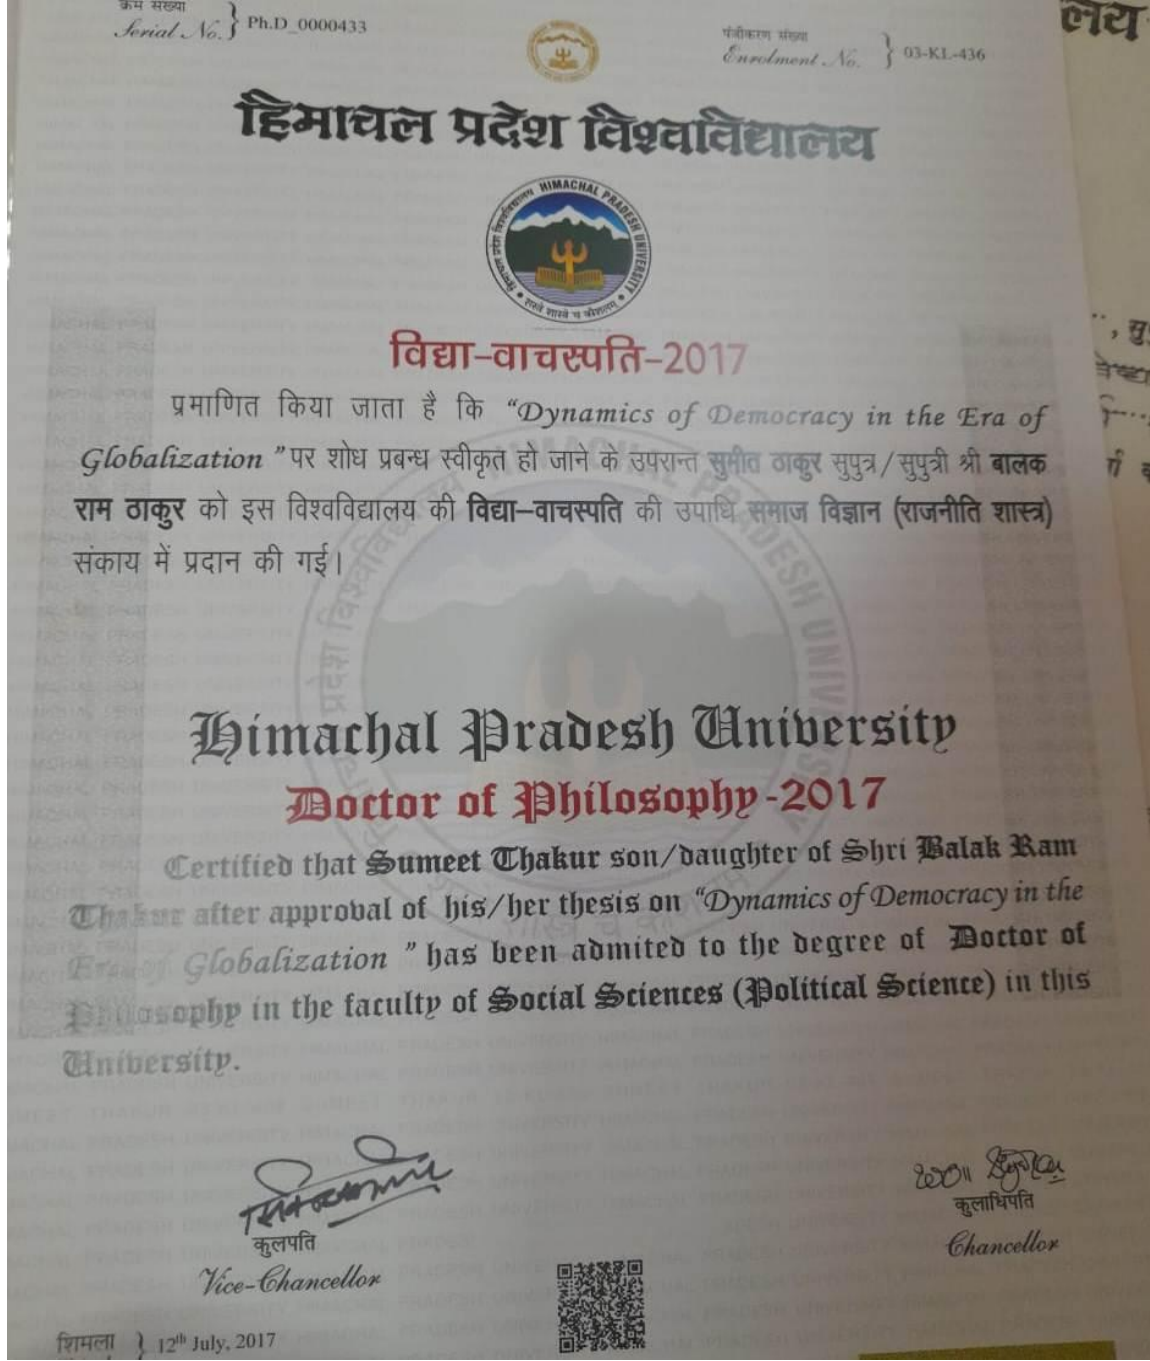 क्रम संख्या
Serial No. } Ph.D_0000433
पंजीकरण संख्या
Enrolment No. } 03-KL-436
हिमाचल प्रदेश विश्वविद्यालय
HIMACHAL PRADESH UNIVERSITY
हिमाचल प्रदेश विश्वविद्यालय
शास्त्रे च कौशलम्
विद्या-वाचस्पति-2017
प्रमाणित किया जाता है कि “Dynamics of Democracy in the Era of
Globalization ” पर शोध प्रबन्ध स्वीकृत हो जाने के उपरान्त सुमीत ठाकुर सुपुत्र/सुपुत्री श्री बालक
राम ठाकुर को इस विश्वविद्यालय की विद्या–वाचस्पति की उपाधि समाज विज्ञान (राजनीति शास्त्र)
संकाय में प्रदान की गई।
Himachal Pradesh University
Doctor of Philosophy-2017
Certified that Sumeet Thakur son/daughter of Shri Balak Ram
Thakur after approval of his/her thesis on “Dynamics of Democracy in the
Era of Globalization ” has been admited to the degree of Doctor of
Philosophy in the faculty of Social Sciences (Political Science) in this
University.
कुलपति
Vice-Chancellor
कुलाधिपति
Chancellor
शिमला } 12th July, 2017